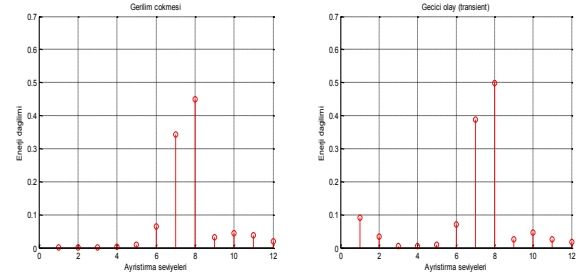 Gerilim cokmesi
0.7
0.6
0.5
0.4
0.3
0.2
0.1
0
Enerji dagilimi
0 2 4 6 8 10 12
Ayristirma seviyeleri
Gecici olay (transient)
0.7
0.6
0.5
0.4
0.3
0.2
0.1
0
Enerji dagilimi
0 2 4 6 8 10 12
Ayristirma seviyeleri